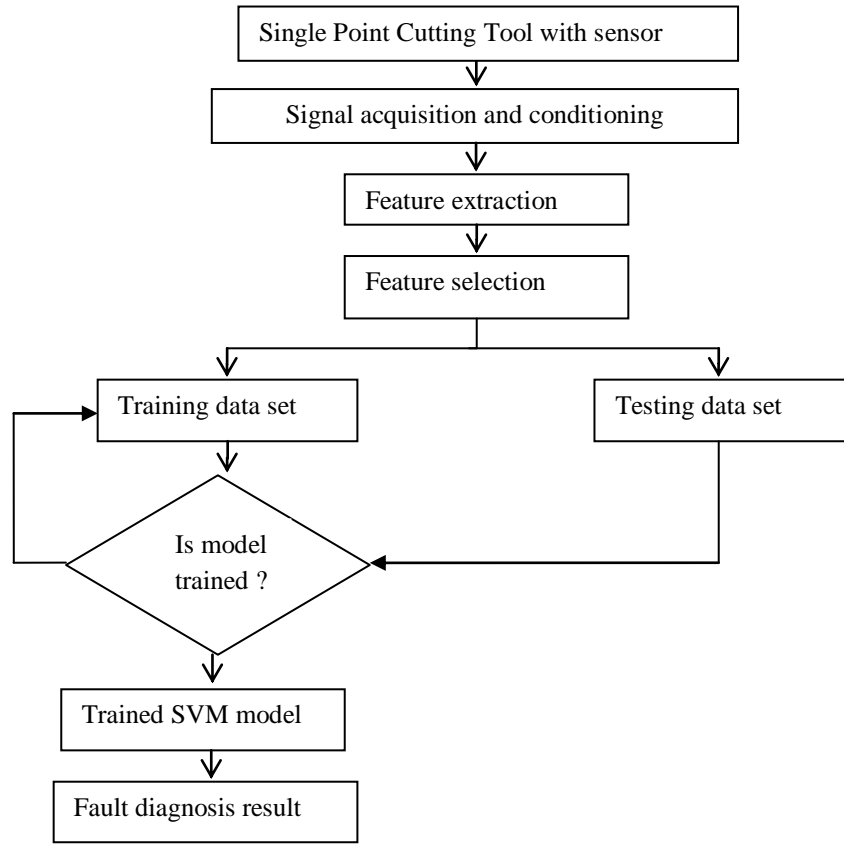 Single Point Cutting Tool with sensor
Signal acquisition and conditioning
Feature extraction
Feature selection
Training data set
Testing data set
Is model
trained ?
Trained SVM model
Fault diagnosis result